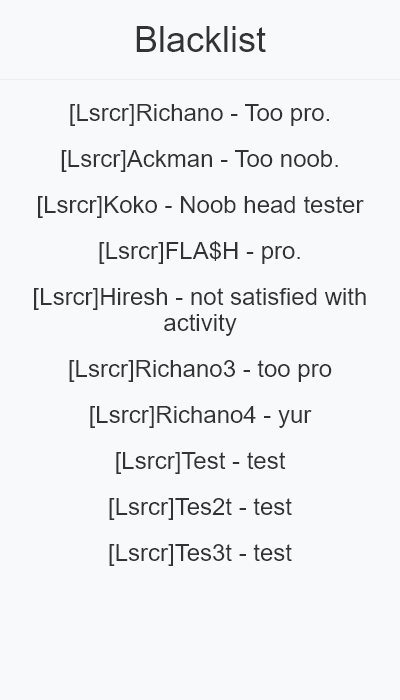 Blacklist
[Lsrcr]Richano - Too pro.
[Lsrcr]Ackman - Too noob.
[Lsrcr]Koko - Noob head tester
[Lsrcr]FLA$H - pro.
[Lsrcr]Hiresh - not satisfied with
activity
[Lsrcr]Richano3 - too pro
[Lsrcr]Richano4 - yur
[Lsrcr]Test - test
[Lsrcr]Tes2t - test
[Lsrcr]Tes3t - test